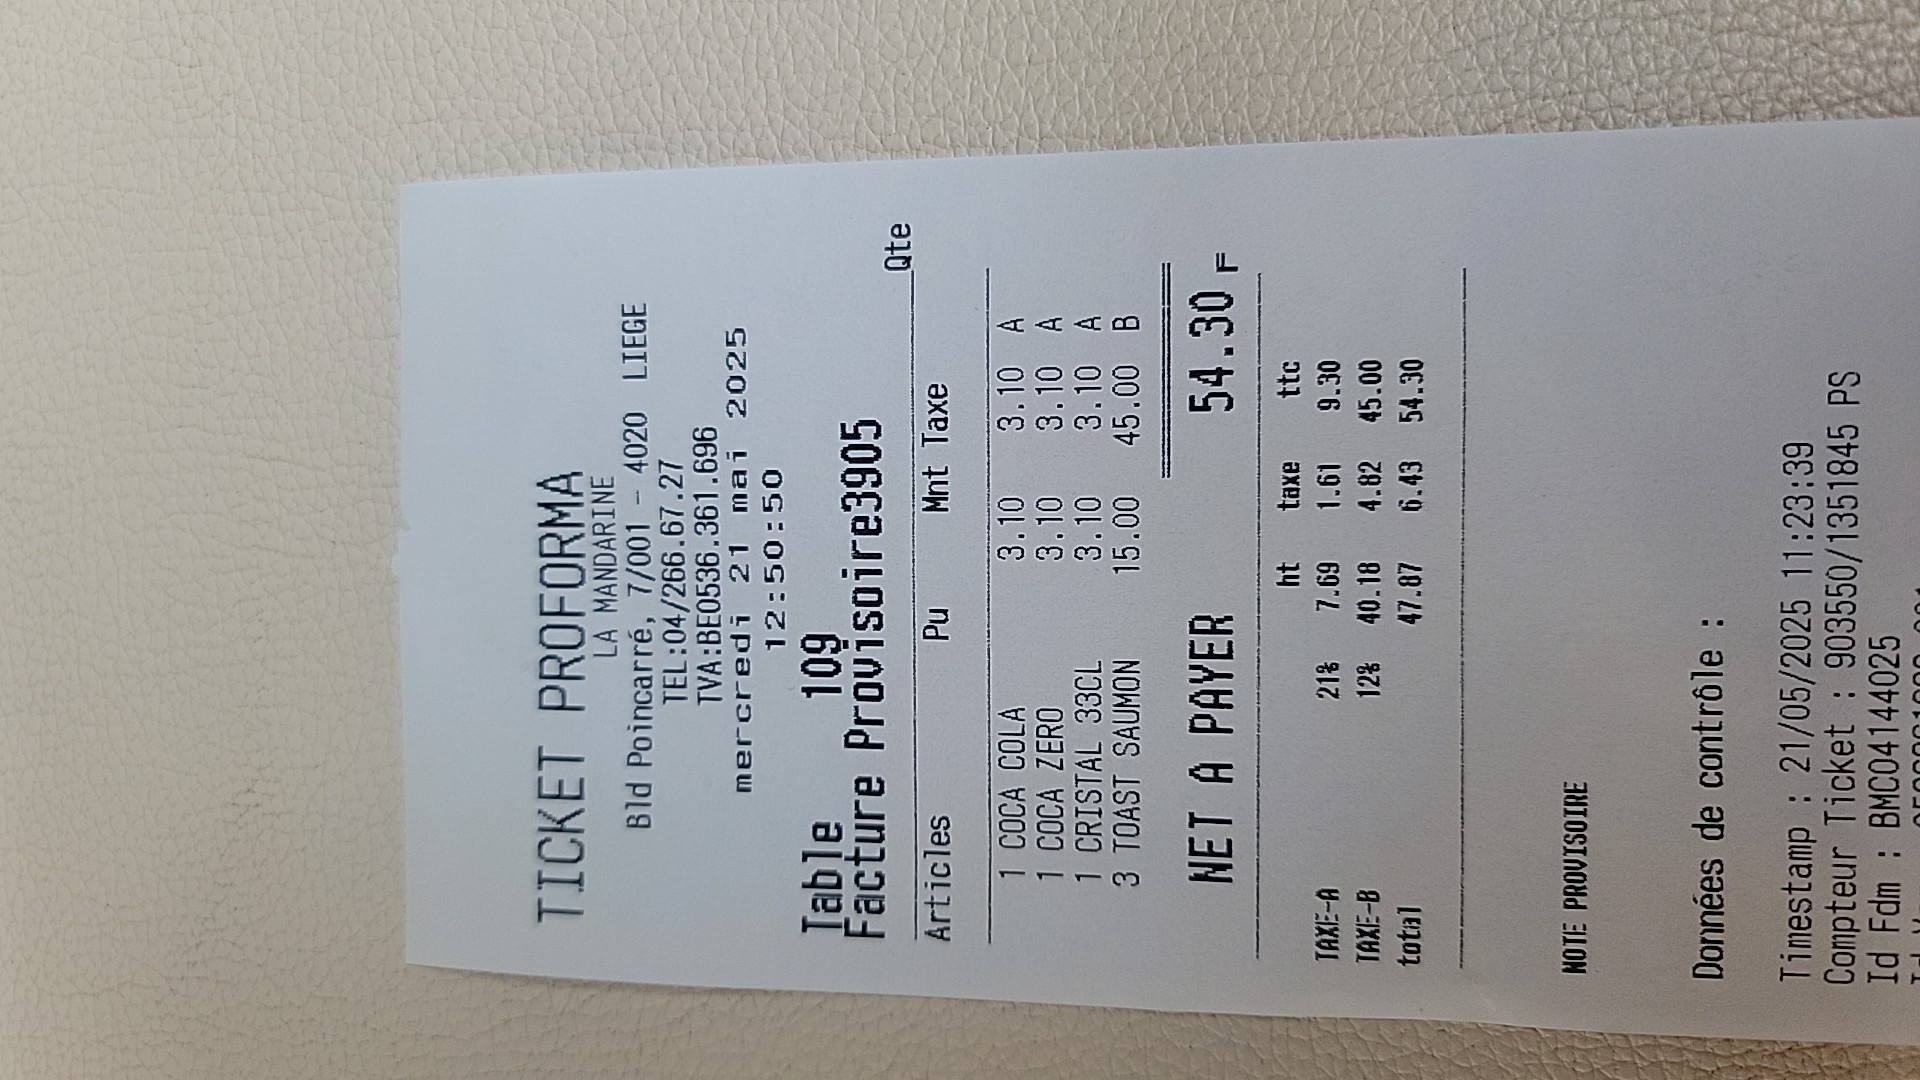 TICKET PROFORMA
LA MANDARINE
Bld Poincarré, 7/001 - 4020 LIEGE
TEL:04/266.67.27
TVA:BE0536.361.696
mercredi 21 mai 2025
12:50:50
Table 109
Facture Provisoire3905
Qte
Articles Pu Mnt Taxe
1 COCA COLA 3.10 3.10 A
1 COCA ZERO 3.10 3.10 A
1 CRISTAL 33CL 3.10 3.10 A
3 TOAST SAUMON 15.00 45.00 B
NET A PAYER 54.30 F
ht taxe ttc
TAXE-A 21% 7.69 1.61 9.30
TAXE-B 12% 40.18 4.82 45.00
total 47.87 6.43 54.30
NOTE PROVISOIRE
Données de contrôle :
Timestamp : 21/05/2025 11:23:39
Compteur Ticket : 903550/1351845 PS
Id Fdm : BMC04144025